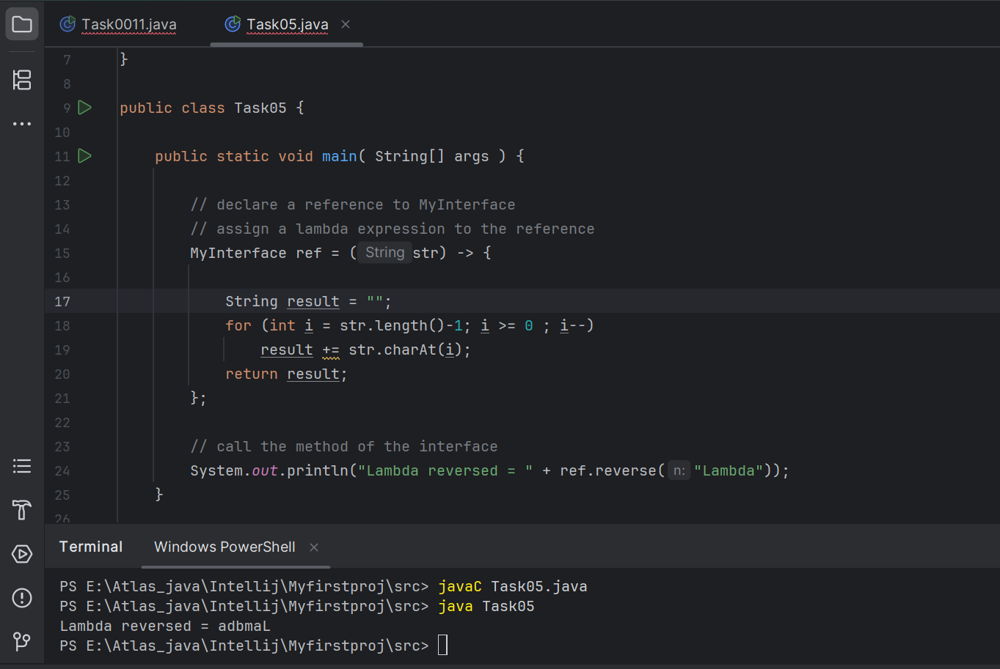 Task0011.java Task05.java
7 }
8
9 public class Task05 {
10
11 public static void main( String[] args ) {
12
13 // declare a reference to MyInterface
14 // assign a lambda expression to the reference
15 MyInterface ref = ( String str) -> {
16
17 String result = "";
18 for (int i = str.length()-1; i >= 0 ; i--)
19 result += str.charAt(i);
20 return result;
21 };
22
23 // call the method of the interface
24 System.out.println("Lambda reversed = " + ref.reverse( n: "Lambda"));
25 }
26
Terminal Windows PowerShell
PS E:\Atlas_java\Intellij\Myfirstproj\src> javaC Task05.java
PS E:\Atlas_java\Intellij\Myfirstproj\src> java Task05
Lambda reversed = adbmaL
PS E:\Atlas_java\Intellij\Myfirstproj\src>